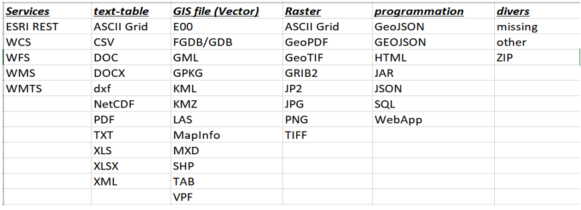 Services text-table GIS file (Vector) Raster programmation divers
ESRI REST ASCII Grid E00 ASCII Grid GeoJSON missing
WCS CSV FGDB/GDB GeoPDF GEOJSON other
WFS DOC GML GeoTIF HTML ZIP
WMS DOCX GPKG GRIB2 JAR
WMTS dxf KML JP2 JSON
NetCDF KMZ JPG SQL
PDF LAS PNG WebApp
TXT MapInfo TIFF
XLS MXD
XLSX SHP
XML TAB
VPF